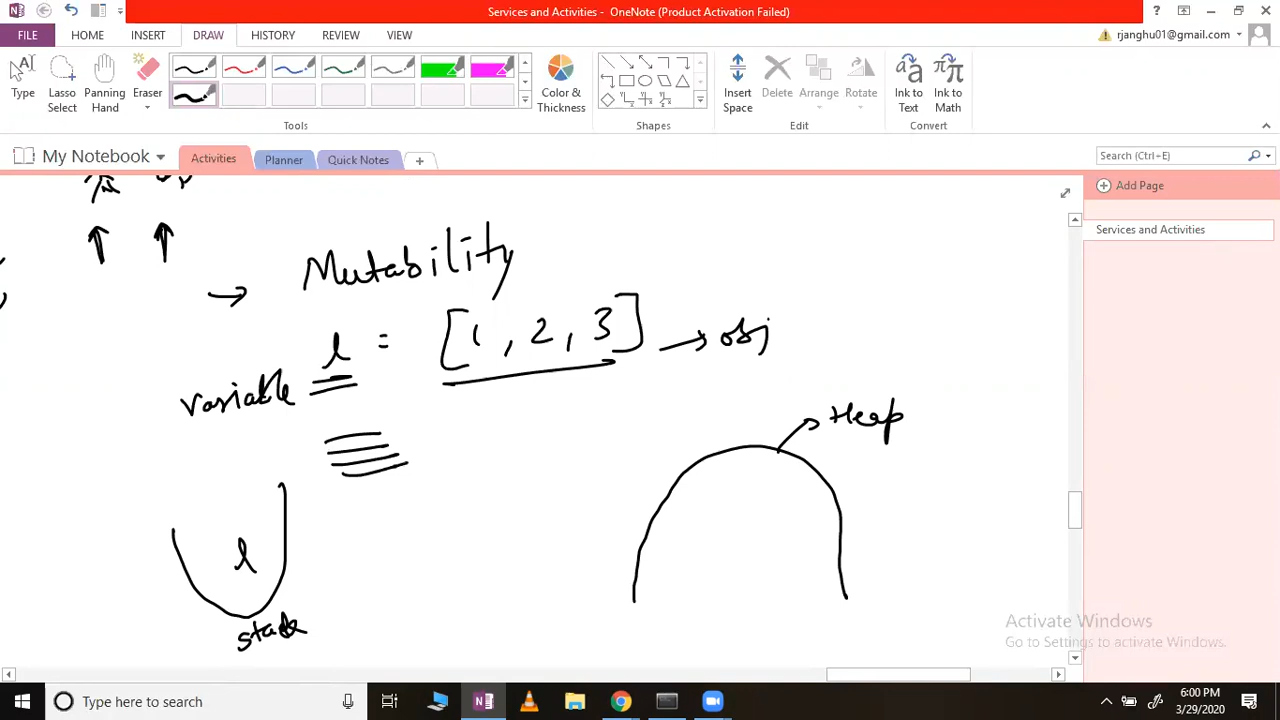 Services and Activities - OneNote (Product Activation Failed)
FILE HOME INSERT DRAW HISTORY REVIEW VIEW
rjanghu01@gmail.com
Type
Lasso Select
Panning Hand
Eraser
Color & Thickness
Insert Space
Delete
Arrange
Rotate
Ink to Text
Ink to Math
Tools
Shapes
Edit
Convert
My Notebook
Activities
Planner
Quick Notes
Search (Ctrl+E)
Add Page
Services and Activities
→ Mutability
l = [1, 2, 3] → obj
variable
Heap
l
stack
Activate Windows
Go to Settings to activate Windows.
Type here to search
6:00 PM
3/29/2020